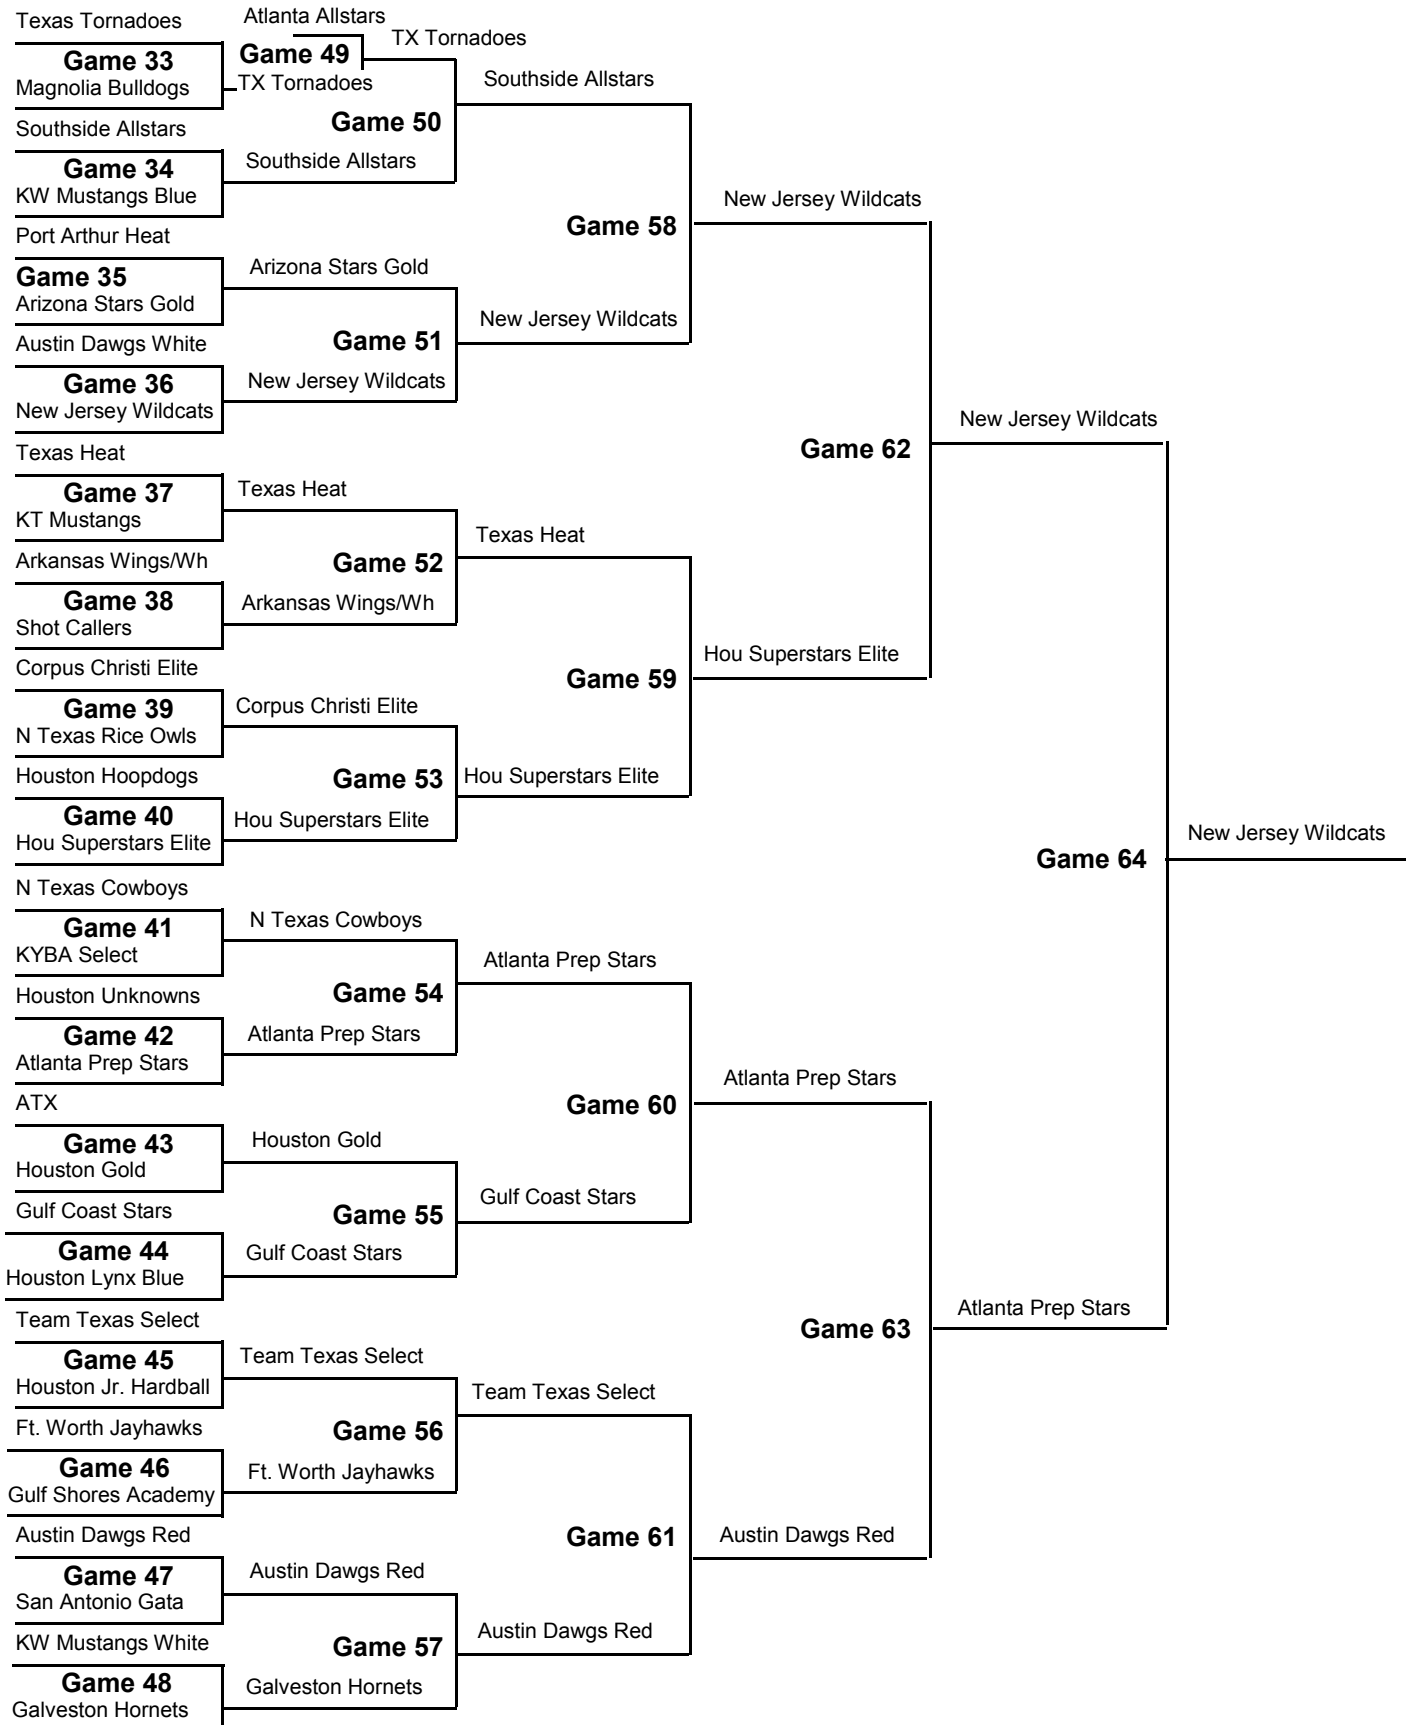 Texas Tornadoes
Game 33
Magnolia Bulldogs
Southside Allstars
Game 34
KW Mustangs Blue
Port Arthur Heat
Game 35
Arizona Stars Gold
Austin Dawgs White
Game 36
New Jersey Wildcats
Texas Heat
Game 37
KT Mustangs
Arkansas Wings/Wh
Game 38
Shot Callers
Corpus Christi Elite
Game 39
N Texas Rice Owls
Houston Hoopdogs
Game 40
Hou Superstars Elite
N Texas Cowboys
Game 41
KYBA Select
Houston Unknowns
Game 42
Atlanta Prep Stars
ATX
Game 43
Houston Gold
Gulf Coast Stars
Game 44
Houston Lynx Blue
Team Texas Select
Game 45
Houston Jr. Hardball
Ft. Worth Jayhawks
Game 46
Gulf Shores Academy
Austin Dawgs Red
Game 47
San Antonio Gata
KW Mustangs White
Game 48
Galveston Hornets
Atlanta Allstars
Game 49
TX Tornadoes
TX Tornadoes
Game 50
Southside Allstars
Arizona Stars Gold
Game 51
New Jersey Wildcats
Texas Heat
Game 52
Arkansas Wings/Wh
Corpus Christi Elite
Game 53
Hou Superstars Elite
N Texas Cowboys
Game 54
Atlanta Prep Stars
Houston Gold
Game 55
Gulf Coast Stars
Team Texas Select
Game 56
Ft. Worth Jayhawks
Austin Dawgs Red
Game 57
Galveston Hornets
Southside Allstars
Game 58
New Jersey Wildcats
Texas Heat
Game 59
Hou Superstars Elite
Atlanta Prep Stars
Game 60
Gulf Coast Stars
Team Texas Select
Game 61
Austin Dawgs Red
New Jersey Wildcats
Game 62
Hou Superstars Elite
Atlanta Prep Stars
Game 63
Austin Dawgs Red
New Jersey Wildcats
Game 64
Atlanta Prep Stars
New Jersey Wildcats